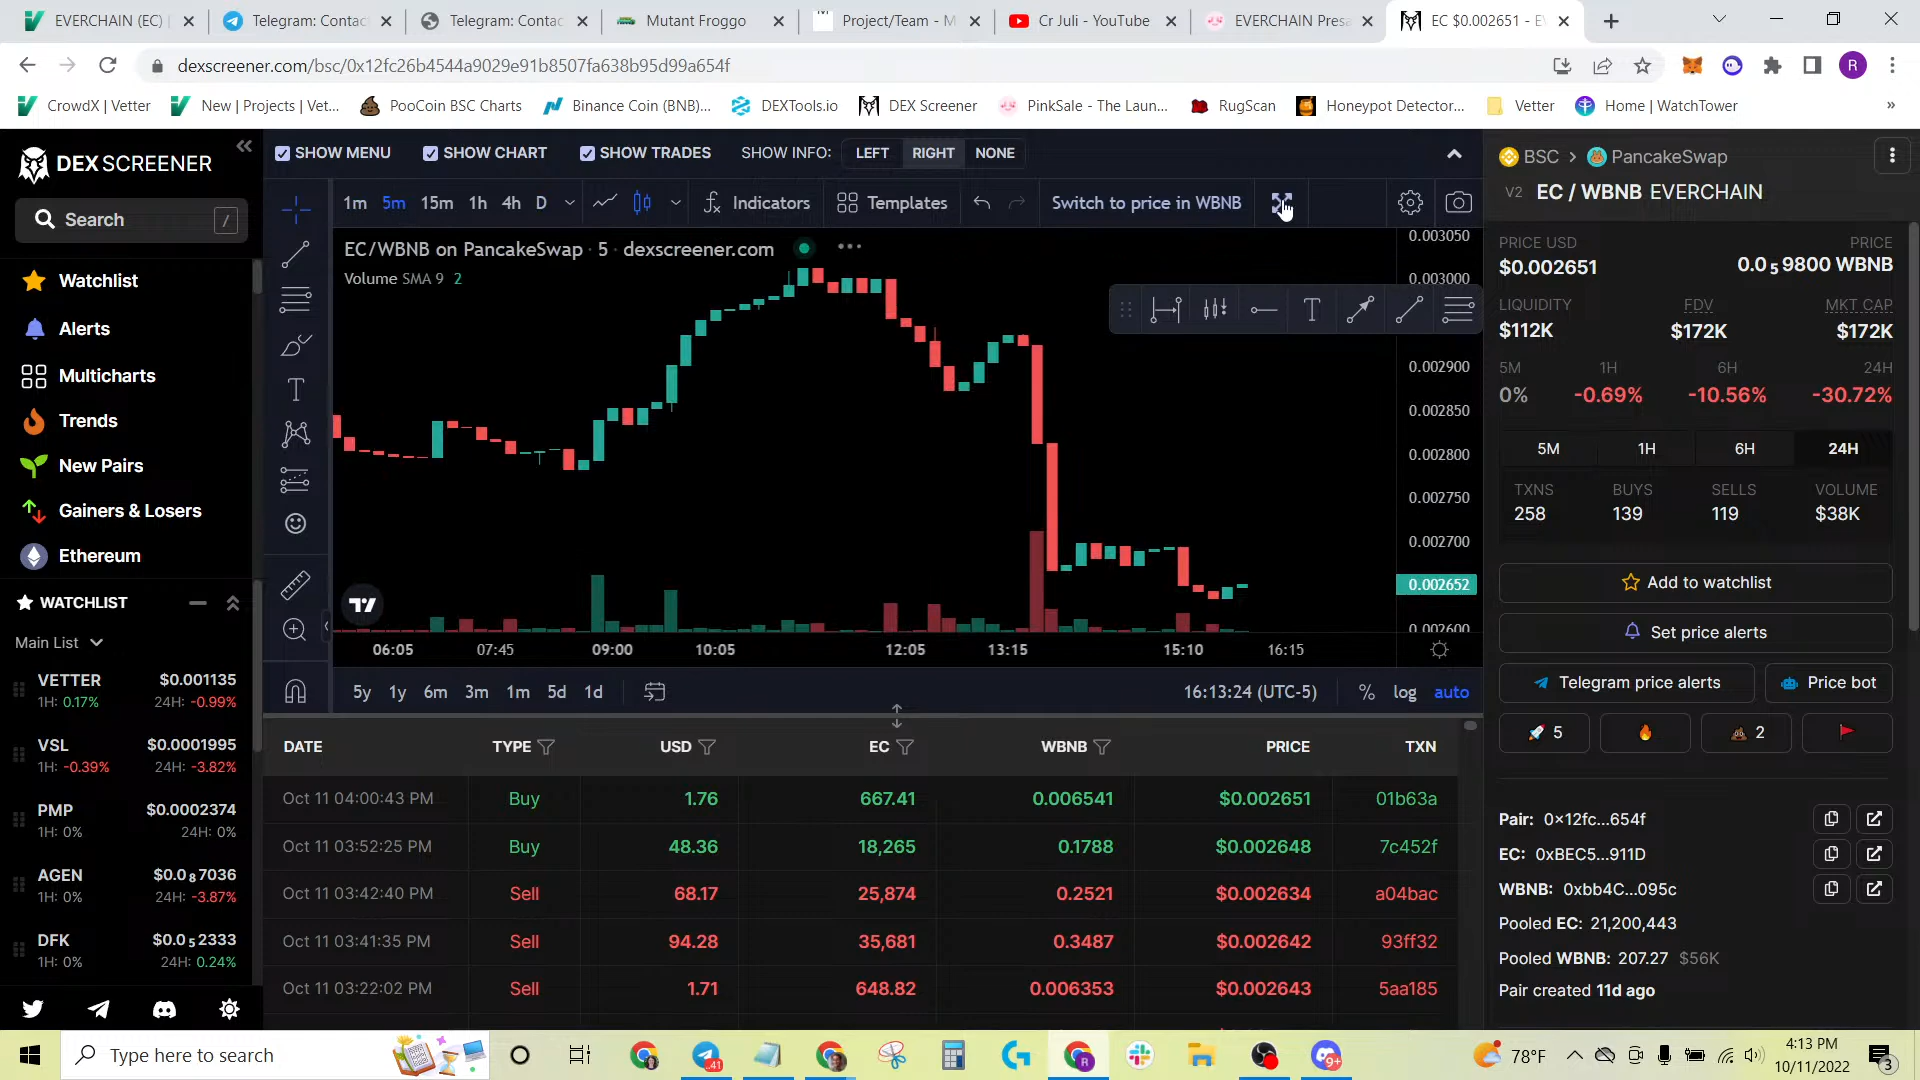 EVERCHAIN (EC)
Telegram: Contac
Telegram: Contac
Mutant Froggo
Project/Team - M
Cr Juli - YouTube
EVERCHAIN Pres
EC $0.002651 - E
dexscreener.com/bsc/0x12fc26b4544a9029e91b8507fa638b95d99a654f
R
CrowdX | Vetter
New | Projects | Vet...
PooCoin BSC Charts
Binance Coin (BNB)...
DEXTools.io
DEX Screener
PinkSale - The Laun...
RugScan
Honeypot Detector...
Vetter
Home | WatchTower
»
DEX SCREENER
Search /
Watchlist
Alerts
Multicharts
Trends
New Pairs
Gainers & Losers
Ethereum
WATCHLIST
Main List
VETTER $0.001135
1H: 0.17% 24H: -0.99%
VSL $0.0001995
1H: -0.39% 24H: -3.82%
PMP $0.0002374
1H: 0% 24H: 0%
AGEN $0.0₈7036
1H: 0% 24H: -3.87%
DFK $0.0₅2333
1H: 0% 24H: 0.24%
SHOW MENU SHOW CHART SHOW TRADES SHOW INFO: LEFT RIGHT NONE
1m 5m 15m 1h 4h D Indicators Templates Switch to price in WBNB
EC/WBNB on PancakeSwap · 5 · dexscreener.com
Volume SMA 9 2
0.003050
0.003000
0.002900
0.002850
0.002800
0.002750
0.002700
0.002652
0.002600
06:05 07:45 09:00 10:05 12:05 13:15 15:10 16:15
5y 1y 6m 3m 1m 5d 1d 16:13:24 (UTC-5) % log auto
DATE TYPE USD EC WBNB PRICE TXN
Oct 11 04:00:43 PM Buy 1.76 667.41 0.006541 $0.002651 01b63a
Oct 11 03:52:25 PM Buy 48.36 18,265 0.1788 $0.002648 7c452f
Oct 11 03:42:40 PM Sell 68.17 25,874 0.2521 $0.002634 a04bac
Oct 11 03:41:35 PM Sell 94.28 35,681 0.3487 $0.002642 93ff32
Oct 11 03:22:02 PM Sell 1.71 648.82 0.006353 $0.002643 5aa185
BSC > PancakeSwap
V2 EC / WBNB EVERCHAIN
PRICE USD PRICE
$0.002651 0.0₅9800 WBNB
LIQUIDITY FDV MKT CAP
$112K $172K $172K
5M 1H 6H 24H
0% -0.69% -10.56% -30.72%
5M 1H 6H 24H
TXNS BUYS SELLS VOLUME
258 139 119 $38K
Add to watchlist
Set price alerts
Telegram price alerts Price bot
5 2
Pair: 0×12fc...654f
EC: 0xBEC5...911D
WBNB: 0xbb4C...095c
Pooled EC: 21,200,443
Pooled WBNB: 207.27 $56K
Pair created 11d ago
Type here to search
41
R
9+
78°F
4:13 PM
10/11/2022
3